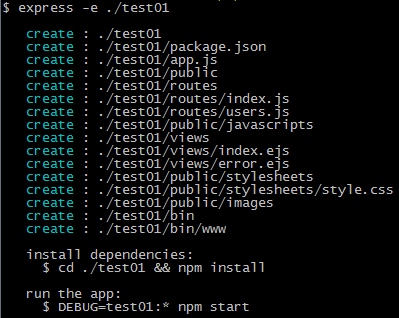 $ express -e ./test01
create : ./test01
create : ./test01/package.json
create : ./test01/app.js
create : ./test01/public
create : ./test01/routes
create : ./test01/routes/index.js
create : ./test01/routes/users.js
create : ./test01/public/javascripts
create : ./test01/views
create : ./test01/views/index.ejs
create : ./test01/views/error.ejs
create : ./test01/public/stylesheets
create : ./test01/public/stylesheets/style.css
create : ./test01/public/images
create : ./test01/bin
create : ./test01/bin/www
install dependencies:
$ cd ./test01 && npm install
run the app:
$ DEBUG=test01:* npm start